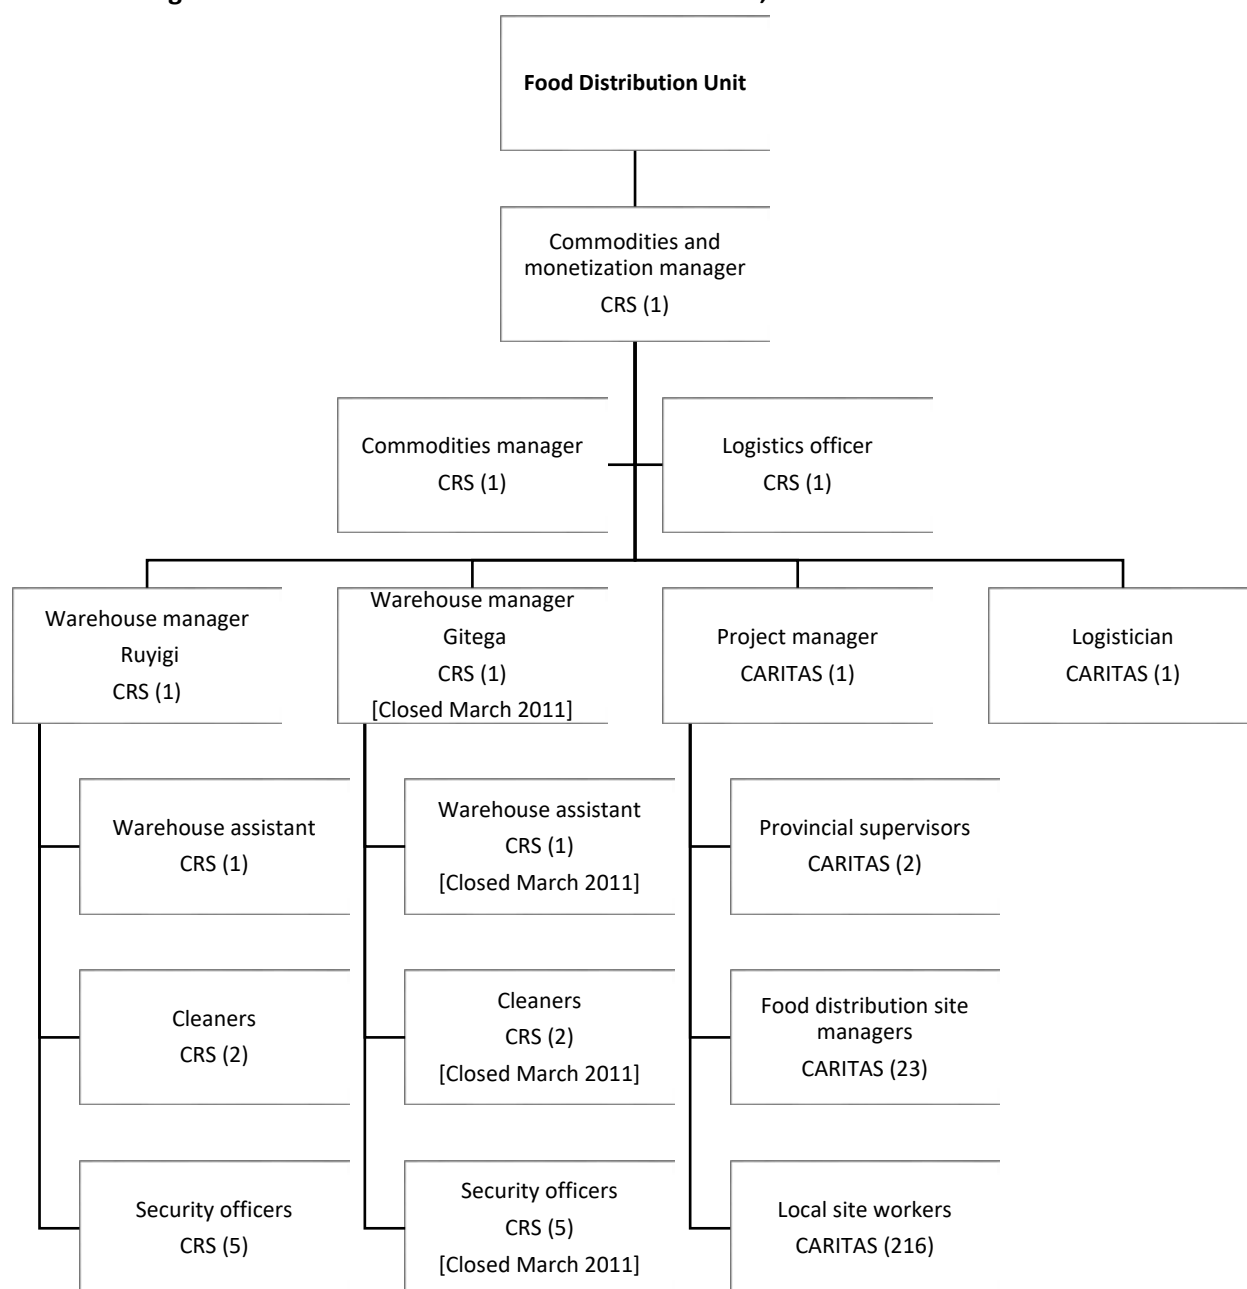 Food Distribution Unit
Commodities and
monetization manager
CRS (1)
Commodities manager
CRS (1)
Logistics officer
CRS (1)
Warehouse manager
Ruyigi
CRS (1)
Warehouse manager
Gitega
CRS (1)
[Closed March 2011]
Project manager
CARITAS (1)
Logistician
CARITAS (1)
Warehouse assistant
CRS (1)
Warehouse assistant
CRS (1)
[Closed March 2011]
Provincial supervisors
CARITAS (2)
Cleaners
CRS (2)
Cleaners
CRS (2)
[Closed March 2011]
Food distribution site
managers
CARITAS (23)
Security officers
CRS (5)
Security officers
CRS (5)
[Closed March 2011]
Local site workers
CARITAS (216)